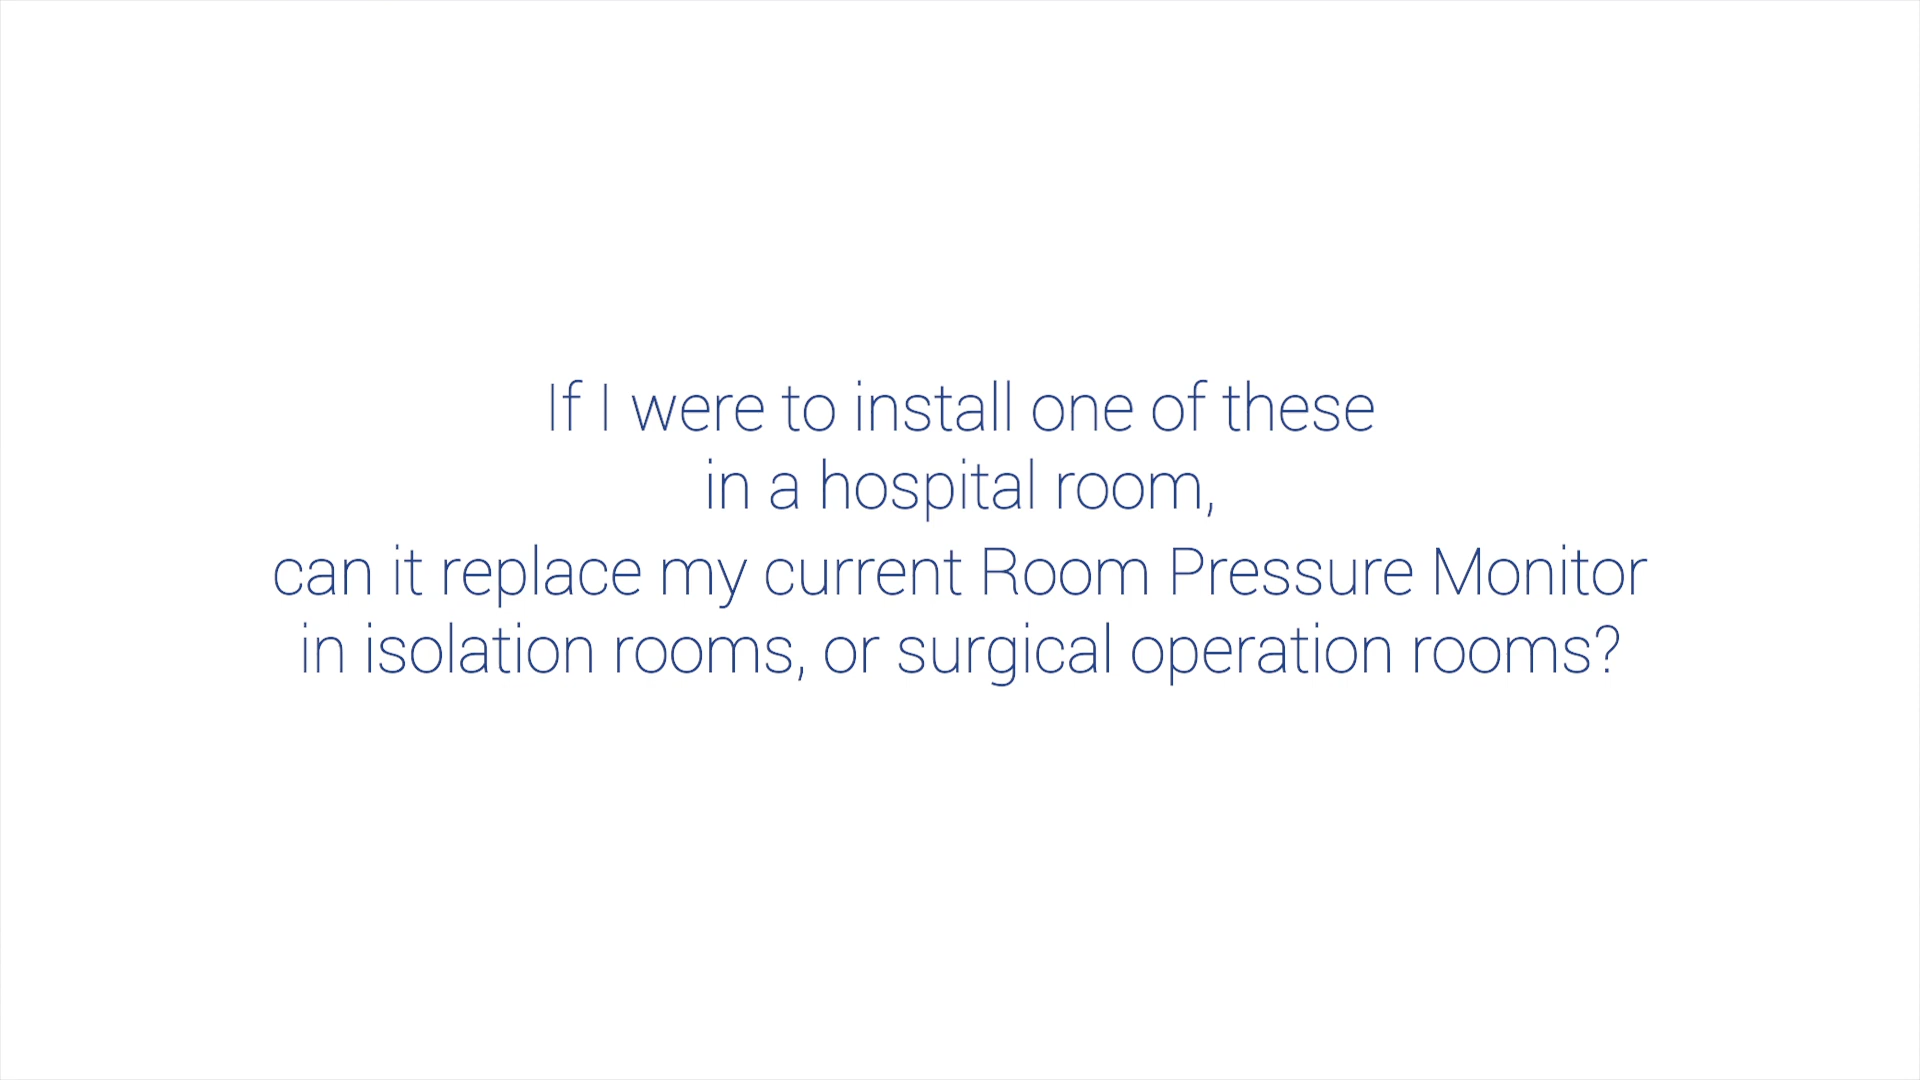 If I were to install one of these
in a hospital room,
can it replace my current Room Pressure Monitor
in isolation rooms, or surgical operation rooms?